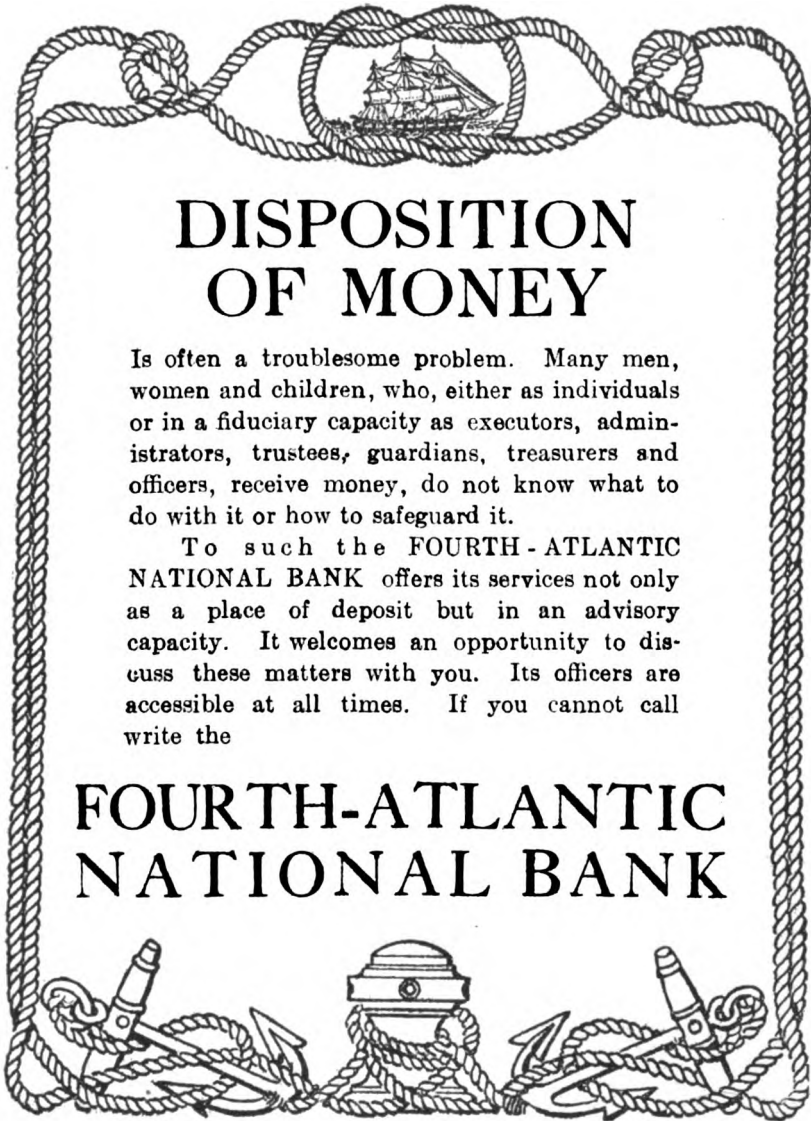 DISPOSITION
OF MONEY
Is often a troublesome problem. Many men,
women and children, who, either as individuals
or in a fiduciary capacity as executors, admin-
istrators, trustees, guardians, treasurers and
officers, receive money, do not know what to
do with it or how to safeguard it.
To such the FOURTH-ATLANTIC
NATIONAL BANK offers its services not only
as a place of deposit but in an advisory
capacity. It welcomes an opportunity to dis-
cuss these matters with you. Its officers are
accessible at all times. If you cannot call
write the
FOURTH-ATLANTIC
NATIONAL BANK